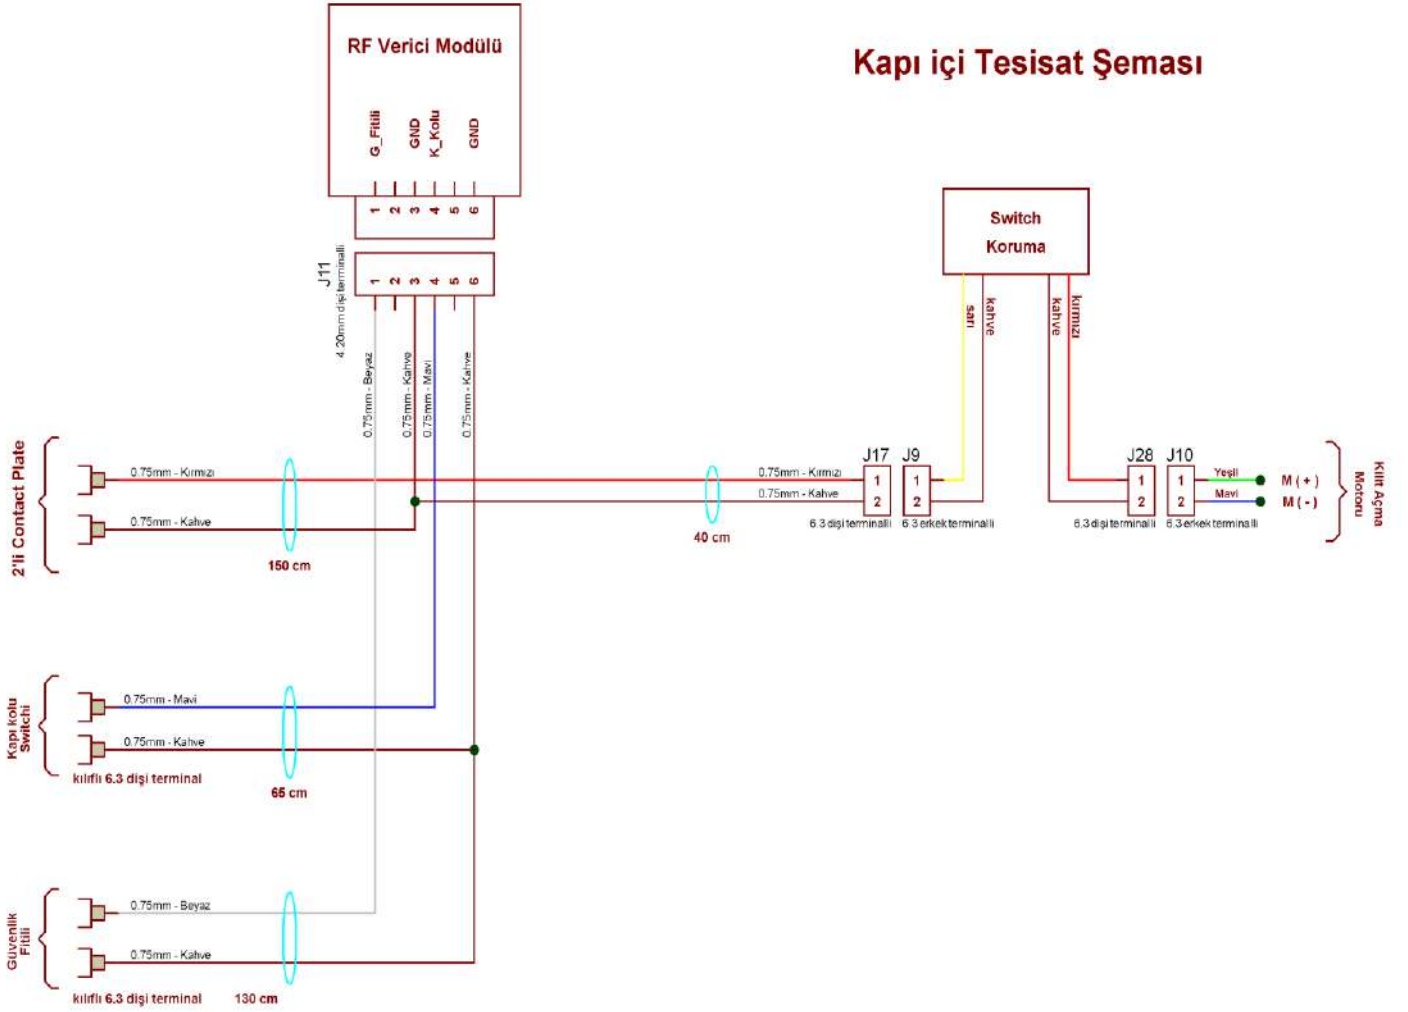 RF Verici Modülü
Kapı içi Tesisat Şeması
G_Fitili
GND
K_Kolu
GND
1 2 3 4 5 6
J11
4.20mm dişi terminalli
1 2 3 4 5 6
0.75mm - Beyaz
0.75mm - Kahve
0.75mm - Mavi
0.75mm - Kahve
Switch
Koruma
sarı
kahve
kahve
kırmızı
2'li Contact Plate
0.75mm - Kırmızı
0.75mm - Kahve
150 cm
0.75mm - Kırmızı
0.75mm - Kahve
40 cm
J17
1
2
6.3 dişi terminalli
J9
1
2
6.3 erkek terminalli
J28
1
2
6.3 dişi terminalli
J10
1
2
6.3 erkek terminalli
Yeşil
Mavi
M ( + )
M ( - )
Kilit Açma
Motoru
Kapı kolu
Switchi
0.75mm - Mavi
0.75mm - Kahve
kılıflı 6.3 dişi terminal
65 cm
Güvenlik
Fitili
0.75mm - Beyaz
0.75mm - Kahve
kılıflı 6.3 dişi terminal
130 cm